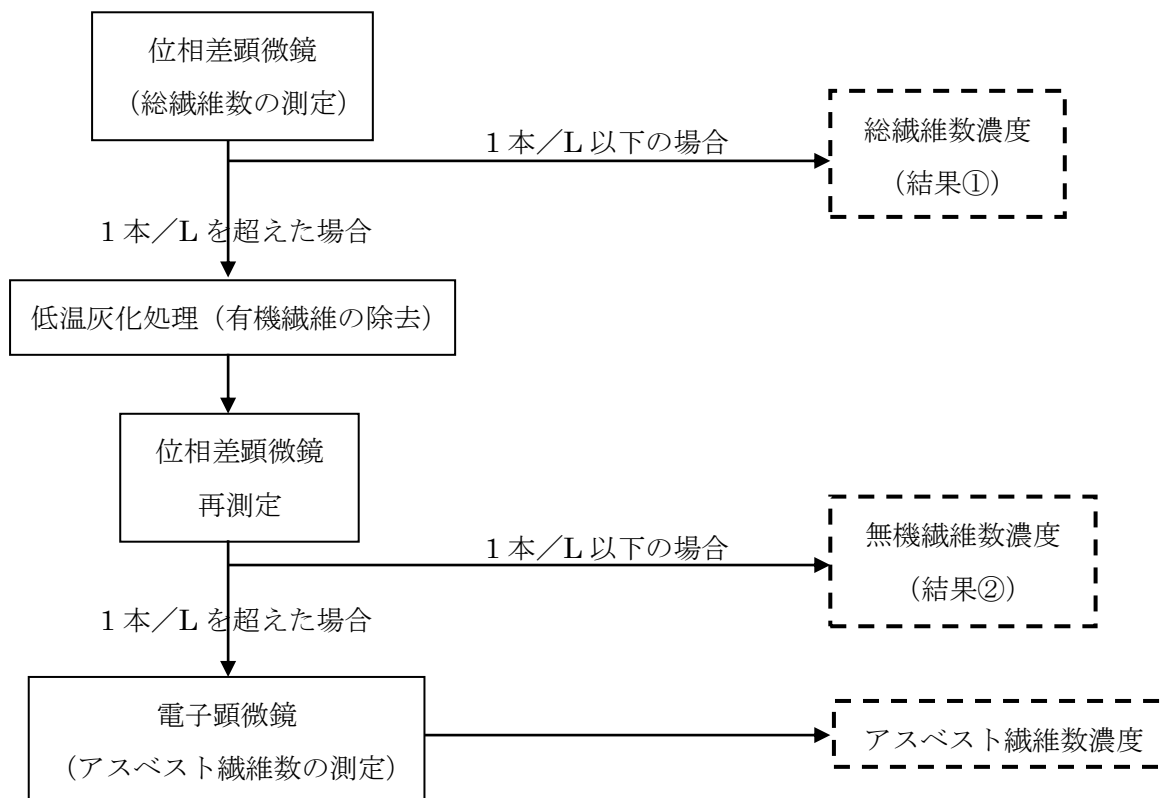 位相差顕微鏡
（総繊維数の測定）
１本／L 以下の場合
総繊維数濃度
（結果①）
１本／L を超えた場合
低温灰化処理（有機繊維の除去）
位相差顕微鏡
再測定
１本／L 以下の場合
無機繊維数濃度
（結果②）
１本／L を超えた場合
電子顕微鏡
（アスベスト繊維数の測定）
アスベスト繊維数濃度